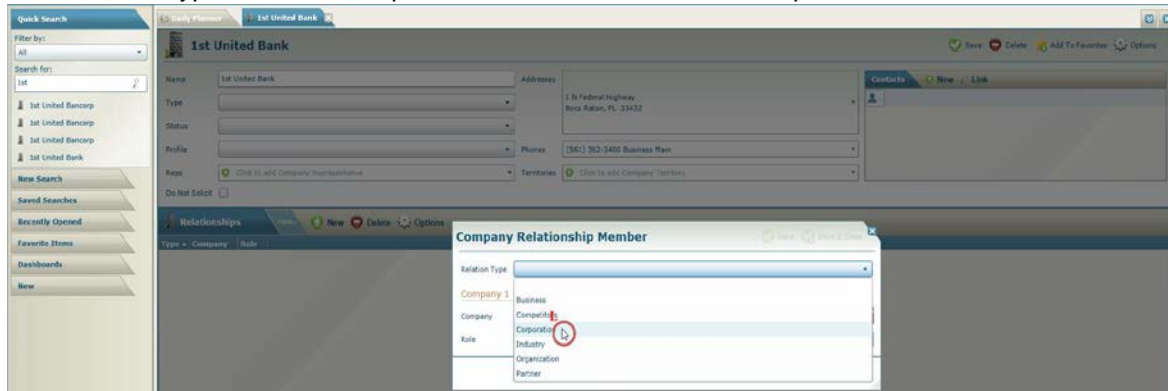 Quick Search
Daily Planner
1st United Bank
Filter by:
All
Search for:
1st
1st United Bancorp
1st United Bancorp
1st United Bancorp
1st United Bank
New Search
Saved Searches
Recently Opened
Favorite Items
Dashboards
New
1st United Bank
Save Delete Add To Favorites Options
Name 1st United Bank
Type
Status
Profile
Reps Click to add Company Representative
Do Not Solicit
Addresses
1 N Federal Highway
Boca Raton, FL 33432
Phones (561) 362-3400 Business Main
Territories Click to add Company Territory
Contacts New Link
Relationships New Delete Options
Type Company Role
Company Relationship Member
Save Save & Close
Relation Type
Company 1
Company
Role
Business
Competitors
Corporation
Industry
Organization
Partner